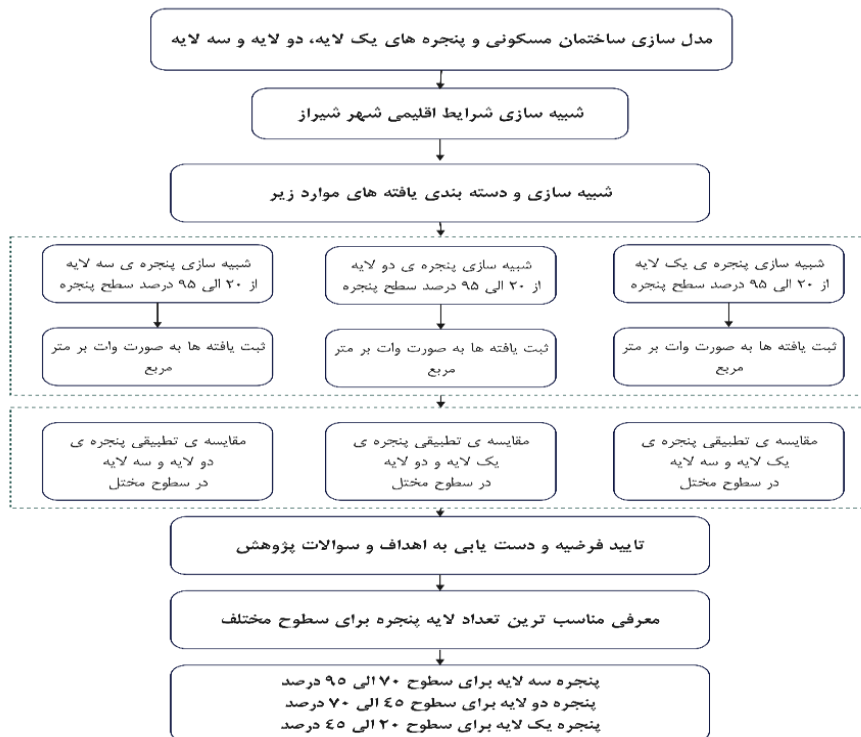 مدل سازی ساختمان مسکونی و پنجره های یک لایه، دو لایه و سه لایه
شبیه سازی شرایط اقلیمی شهر شیراز
شبیه سازی و دسته بندی یافته های موارد زیر
شبیه سازی پنجره ی یک لایه
از ۲۰ الی ۹۵ درصد سطح پنجره
شبیه سازی پنجره ی دو لایه
از ۲۰ الی ۹۵ درصد سطح پنجره
شبیه سازی پنجره ی سه لایه
از ۲۰ الی ۹۵ درصد سطح پنجره
ثبت یافته ها به صورت وات بر متر
مربع
ثبت یافته ها به صورت وات بر متر
مربع
ثبت یافته ها به صورت وات بر متر
مربع
مقایسه ی تطبیقی پنجره ی
یک لایه و سه لایه
در سطوح مختل
مقایسه ی تطبیقی پنجره ی
یک لایه و دو لایه
در سطوح مختل
مقایسه ی تطبیقی پنجره ی
دو لایه و سه لایه
در سطوح مختل
تایید فرضیه و دست یابی به اهداف و سوالات پژوهش
معرفی مناسب ترین تعداد لایه پنجره برای سطوح مختلف
پنجره سه لایه برای سطوح ۷۰ الی ۹۵ درصد
پنجره دو لایه برای سطوح ٤٥ الی ۷۰ درصد
پنجره یک لایه برای سطوح ۲۰ الی ٤٥ درصد